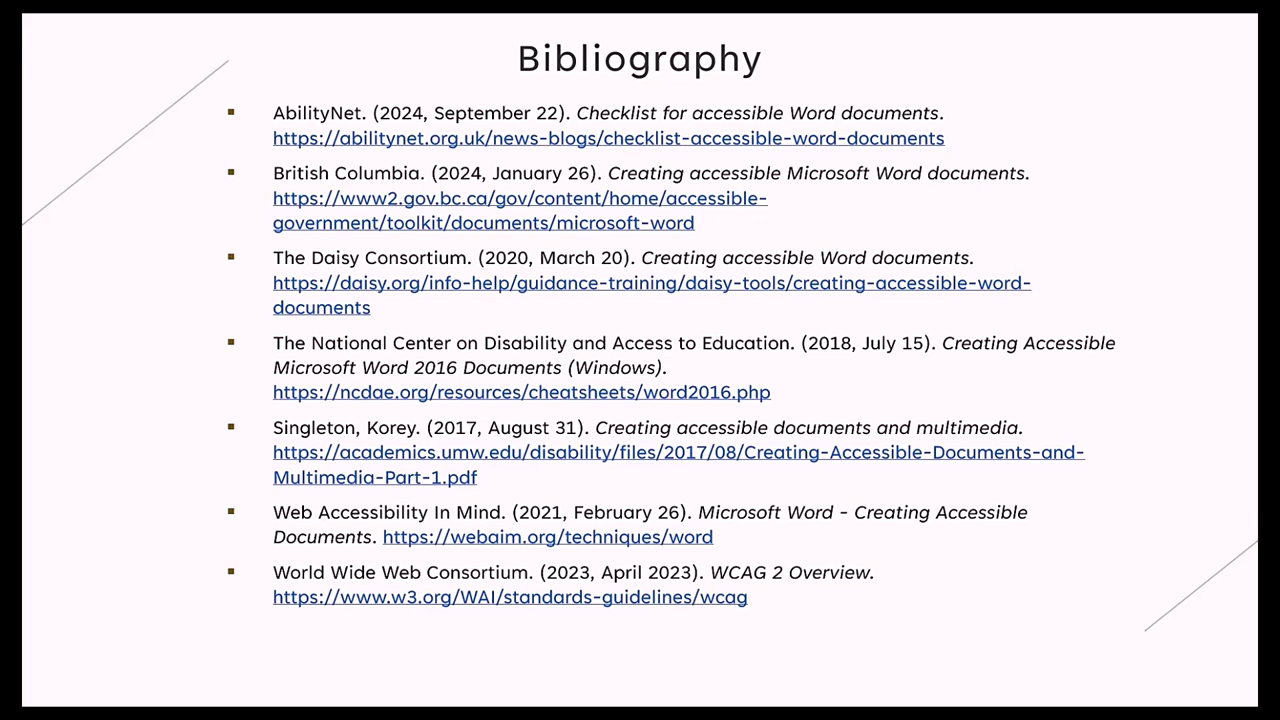 Bibliography
▪ AbilityNet. (2024, September 22). Checklist for accessible Word documents.
https://abilitynet.org.uk/news-blogs/checklist-accessible-word-documents
▪ British Columbia. (2024, January 26). Creating accessible Microsoft Word documents.
https://www2.gov.bc.ca/gov/content/home/accessible-
government/toolkit/documents/microsoft-word
▪ The Daisy Consortium. (2020, March 20). Creating accessible Word documents.
https://daisy.org/info-help/guidance-training/daisy-tools/creating-accessible-word-
documents
▪ The National Center on Disability and Access to Education. (2018, July 15). Creating Accessible
Microsoft Word 2016 Documents (Windows).
https://ncdae.org/resources/cheatsheets/word2016.php
▪ Singleton, Korey. (2017, August 31). Creating accessible documents and multimedia.
https://academics.umw.edu/disability/files/2017/08/Creating-Accessible-Documents-and-
Multimedia-Part-1.pdf
▪ Web Accessibility In Mind. (2021, February 26). Microsoft Word - Creating Accessible
Documents. https://webaim.org/techniques/word
▪ World Wide Web Consortium. (2023, April 2023). WCAG 2 Overview.
https://www.w3.org/WAI/standards-guidelines/wcag